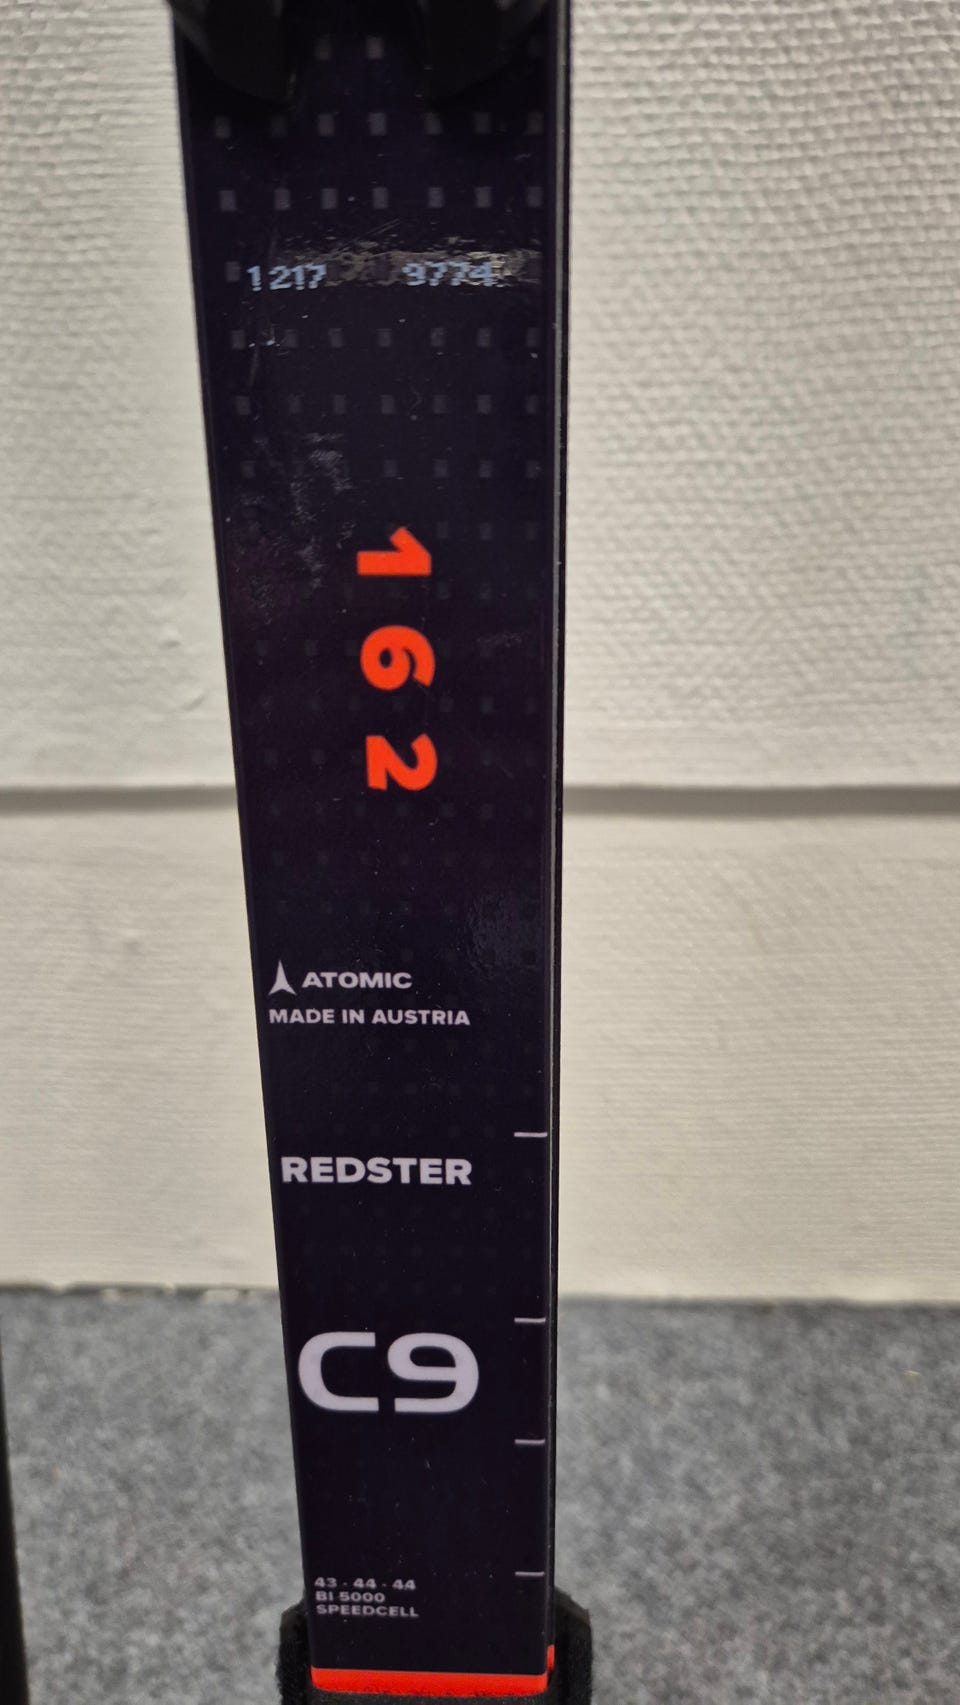 1217 9774
162
ATOMIC
MADE IN AUSTRIA
REDSTER
C9
43 - 44 - 44
BI 5000
SPEEDCELL